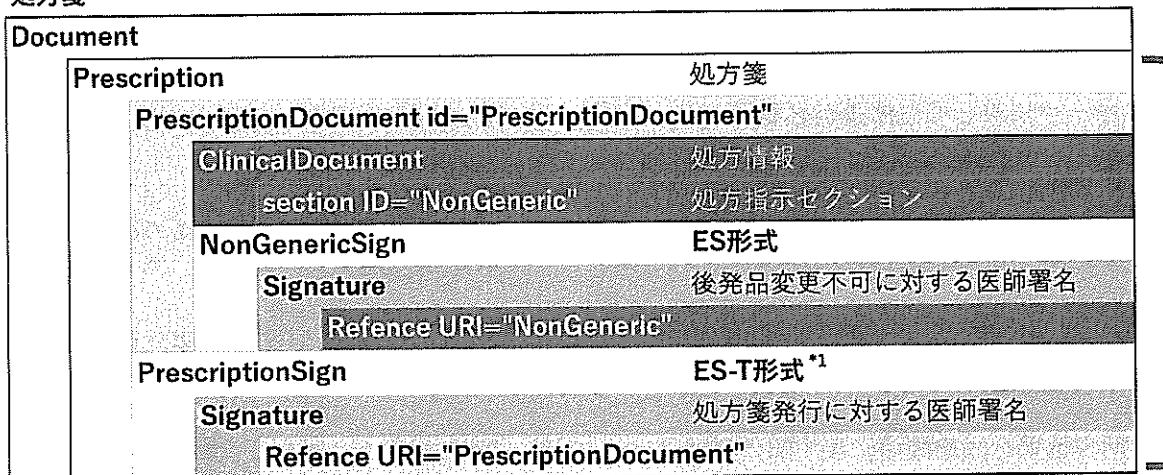 処方箋
Document
Prescription 処方箋
PrescriptionDocument id="PrescriptionDocument"
ClinicalDocument 処方情報
section ID="NonGeneric" 処方指示セクション
NonGenericSign ES形式
Signature 後発品変更不可に対する医師署名
Refence URI="NonGeneric"
PrescriptionSign ES-T形式*1
Signature 処方箋発行に対する医師署名
Refence URI="PrescriptionDocument"